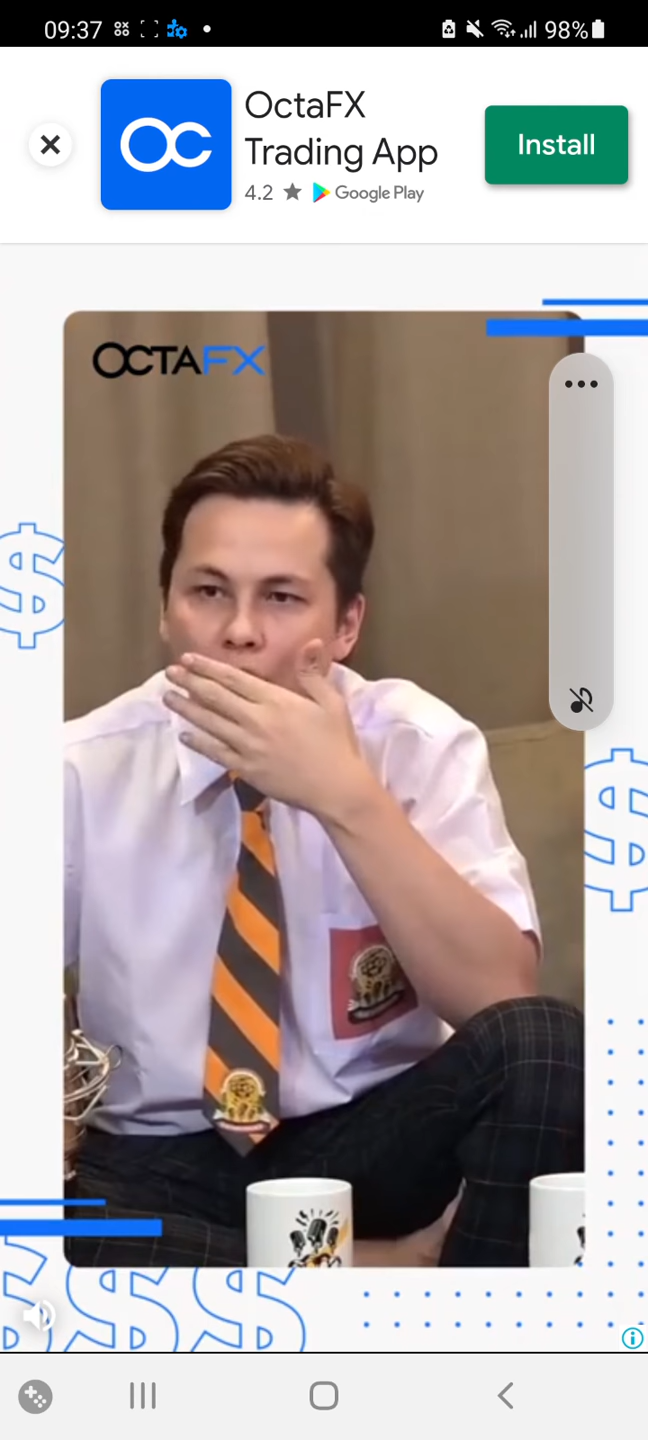 09:37
98%
OctaFX
Trading App
4.2
Google Play
Install
OCTAFX